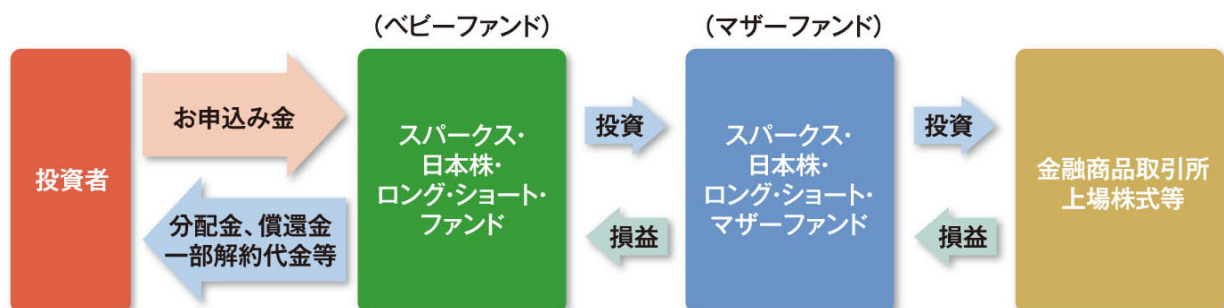 (ベビーファンド)
(マザーファンド)
投資者
お申込み金
分配金、償還金
一部解約代金等
スパークス・
日本株・
ロング・ショート・
ファンド
投資
損益
スパークス・
日本株・
ロング・ショート・
マザーファンド
投資
損益
金融商品取引所
上場株式等